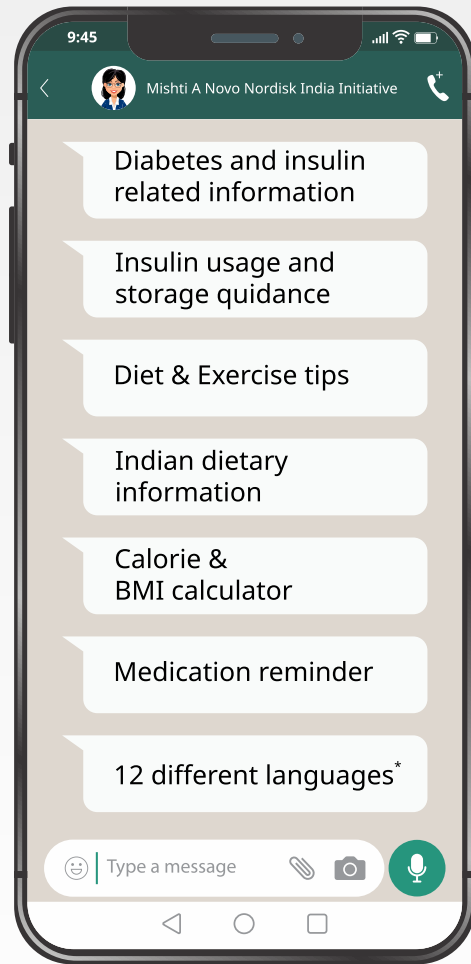 9:45
Mishti A Novo Nordisk India Initiative
Diabetes and insulin
related information
Insulin usage and
storage quidance
Diet & Exercise tips
Indian dietary
information
Calorie &
BMI calculator
Medication reminder
12 different languages*
Type a message